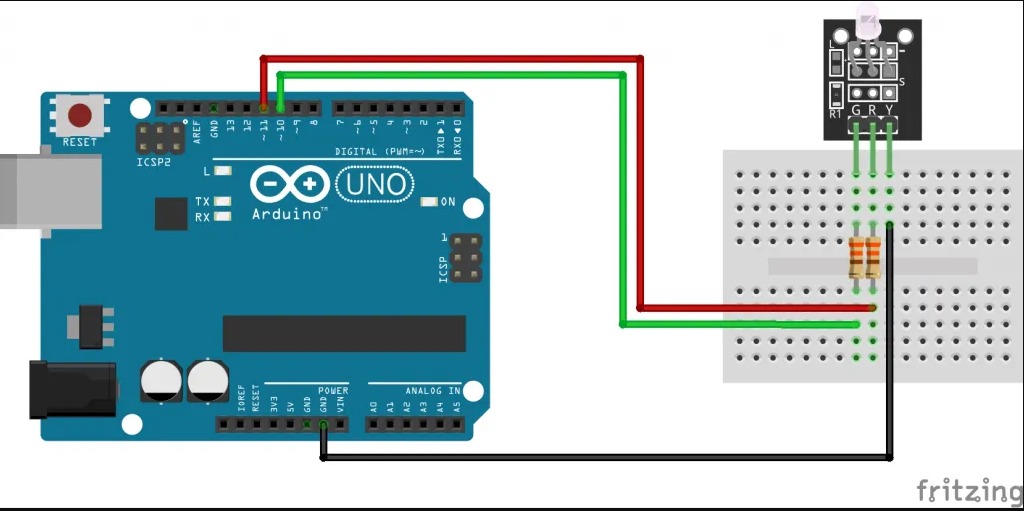 RESET
ICSP2
AREF
GND
13
12
~11
~10
~9
8
7
~6
~5
4
~3
2
TX0▶1
RX0◀0
DIGITAL (PWM=~)
L
TX
RX
UNO
Arduino™
ON
1
ICSP
IOREF
RESET
3V3
5V
GND
GND
VIN
POWER
A0
A1
A2
A3
A4
A5
ANALOG IN
L
-
S
R1
G R Y
fritzing